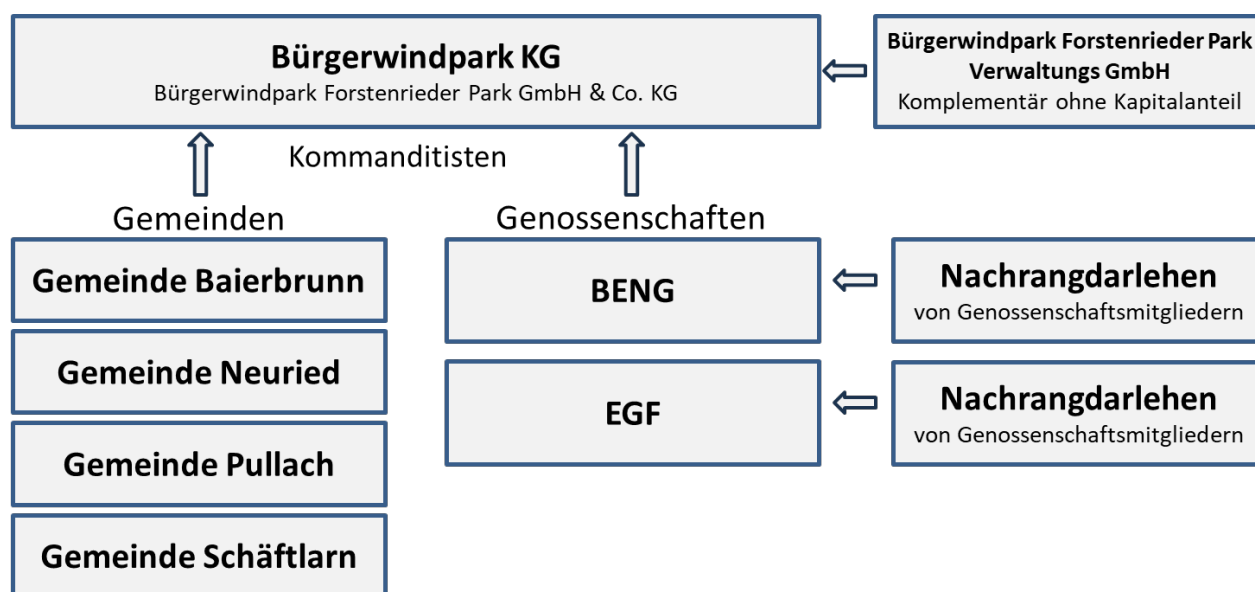 Bürgerwindpark KG
Bürgerwindpark Forstenrieder Park GmbH & Co. KG
Bürgerwindpark Forstenrieder Park
Verwaltungs GmbH
Komplementär ohne Kapitalanteil
Kommanditisten
Gemeinden
Gemeinde Baierbrunn
Gemeinde Neuried
Gemeinde Pullach
Gemeinde Schäftlarn
Genossenschaften
BENG
EGF
Nachrangdarlehen
von Genossenschaftsmitgliedern
Nachrangdarlehen
von Genossenschaftsmitgliedern